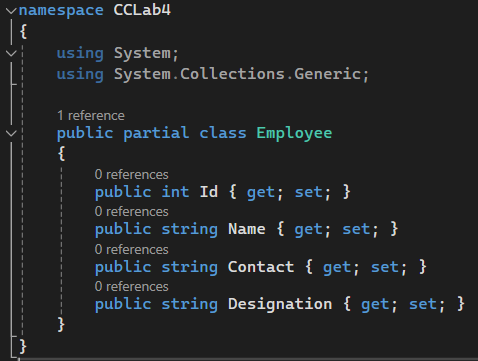 namespace CCLab4
{
using System;
using System.Collections.Generic;
1 reference
public partial class Employee
{
0 references
public int Id { get; set; }
0 references
public string Name { get; set; }
0 references
public string Contact { get; set; }
0 references
public string Designation { get; set; }
}
}